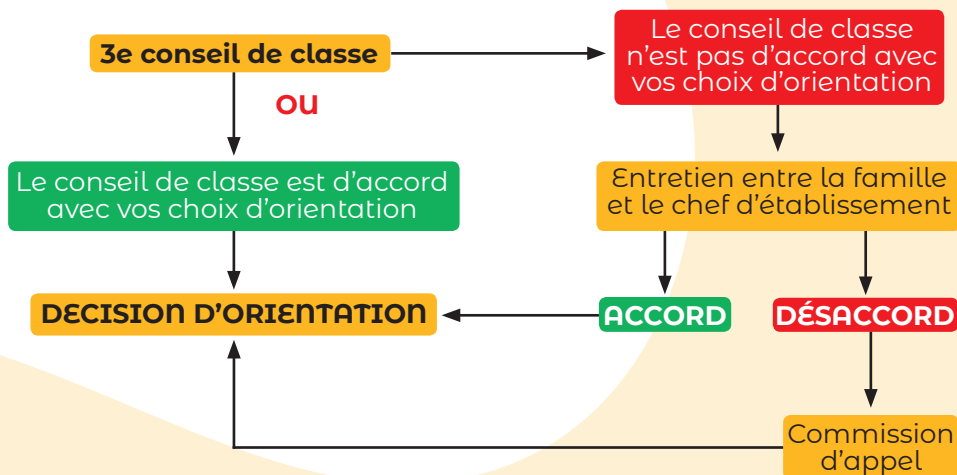 3e conseil de classe
Le conseil de classe
n'est pas d'accord avec
vos choix d'orientation
ou
Le conseil de classe est d'accord
avec vos choix d'orientation
Entretien entre la famille
et le chef d'établissement
DECISION D'ORIENTATION
ACCORD
DÉSACCORD
Commission
d'appel